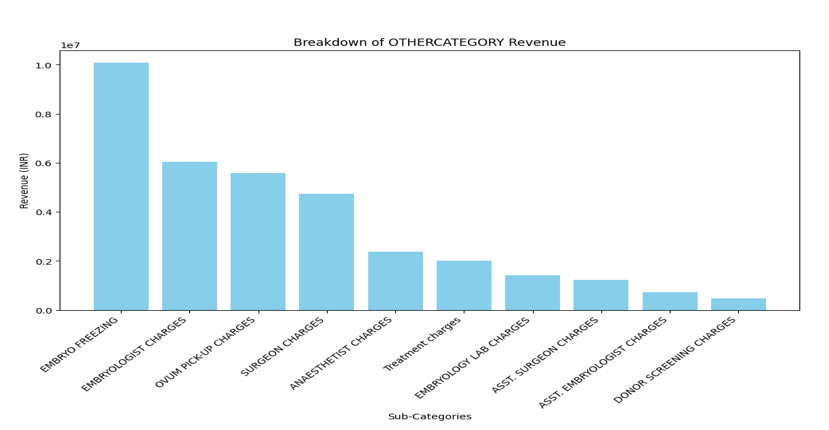 Breakdown of OTHERCATEGORY Revenue
1e7
1.0
0.8
0.6
0.4
0.2
0.0
Revenue (INR)
EMBRYO FREEZING
EMBRYOLOGIST CHARGES
OVUM PICK-UP CHARGES
SURGEON CHARGES
ANAESTHETIST CHARGES
Treatment charges
EMBRYOLOGY LAB CHARGES
ASST. SURGEON CHARGES
ASST. EMBRYOLOGIST CHARGES
DONOR SCREENING CHARGES
Sub-Categories